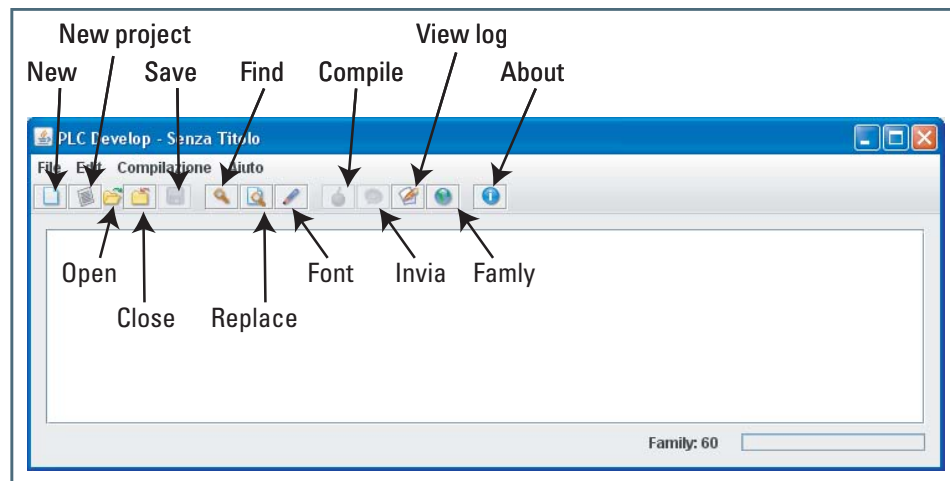 New project View log
New Save Find Compile About
PLC Develop - Senza Titolo
File Edit Compilazione Aiuto
Open Font Invia Famly
Close Replace
Family: 60